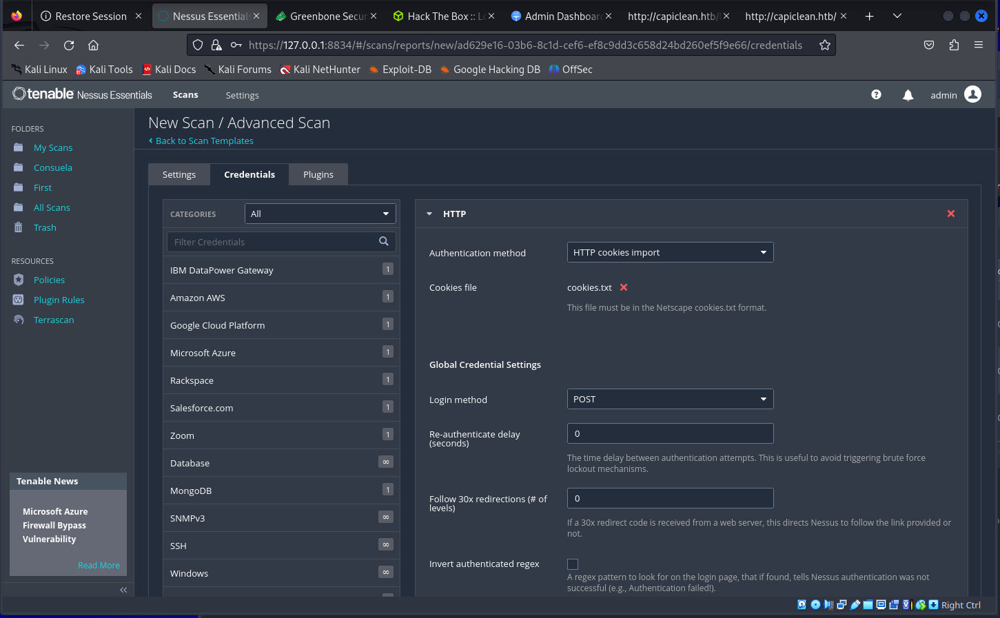 Restore Session
Nessus Essentials
Greenbone Secur
Hack The Box :: L
Admin Dashboar
http://capiclean.htb/
http://capiclean.htb/
https://127.0.0.1:8834/#/scans/reports/new/ad629e16-03b6-8c1d-cef6-ef8c9dd3c658d24bd260ef5f9e66/credentials
Kali Linux
Kali Tools
Kali Docs
Kali Forums
Kali NetHunter
Exploit-DB
Google Hacking DB
OffSec
tenable Nessus Essentials
Scans
Settings
admin
FOLDERS
My Scans
Consuela
First
All Scans
Trash
RESOURCES
Policies
Plugin Rules
Terrascan
Tenable News
Microsoft Azure
Firewall Bypass
Vulnerability
Read More
New Scan / Advanced Scan
Back to Scan Templates
Settings
Credentials
Plugins
CATEGORIES
All
Filter Credentials
IBM DataPower Gateway 1
Amazon AWS 1
Google Cloud Platform 1
Microsoft Azure 1
Rackspace 1
Salesforce.com 1
Zoom 1
Database ∞
MongoDB 1
SNMPv3 ∞
SSH ∞
Windows ∞
HTTP
Authentication method
HTTP cookies import
Cookies file
cookies.txt
This file must be in the Netscape cookies.txt format.
Global Credential Settings
Login method
POST
Re-authenticate delay
(seconds)
0
The time delay between authentication attempts. This is useful to avoid triggering brute force
lockout mechanisms.
Follow 30x redirections (# of
levels)
0
If a 30x redirect code is received from a web server, this directs Nessus to follow the link provided or
not.
Invert authenticated regex
A regex pattern to look for on the login page, that if found, tells Nessus authentication was not
successful (e.g., Authentication failed!).
Right Ctrl